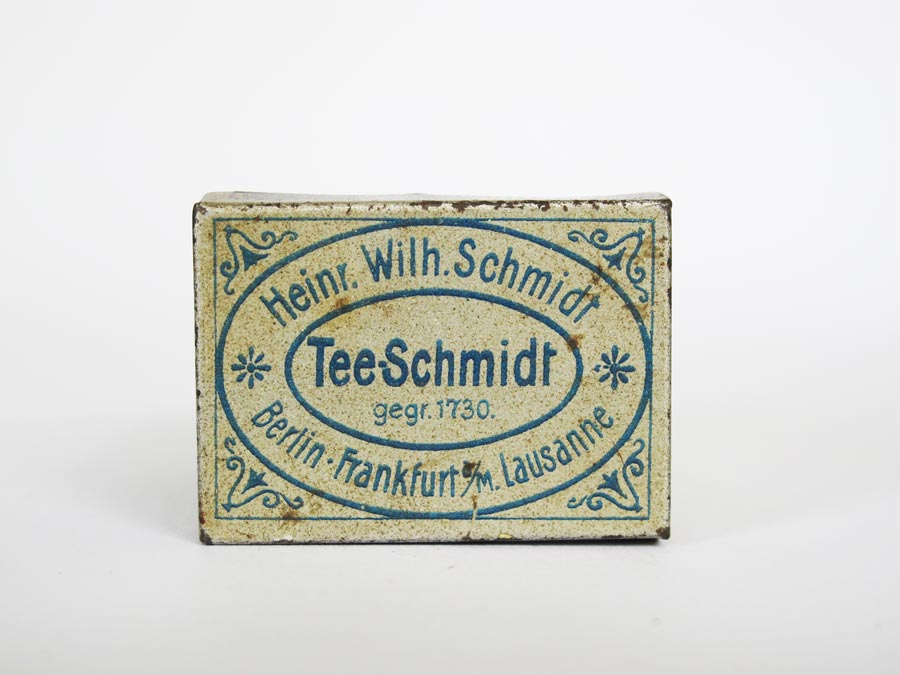 Heinr. Wilh. Schmidt
Tee-Schmidt
gegr. 1730.
Berlin · Frankfurt a/M. Lausanne